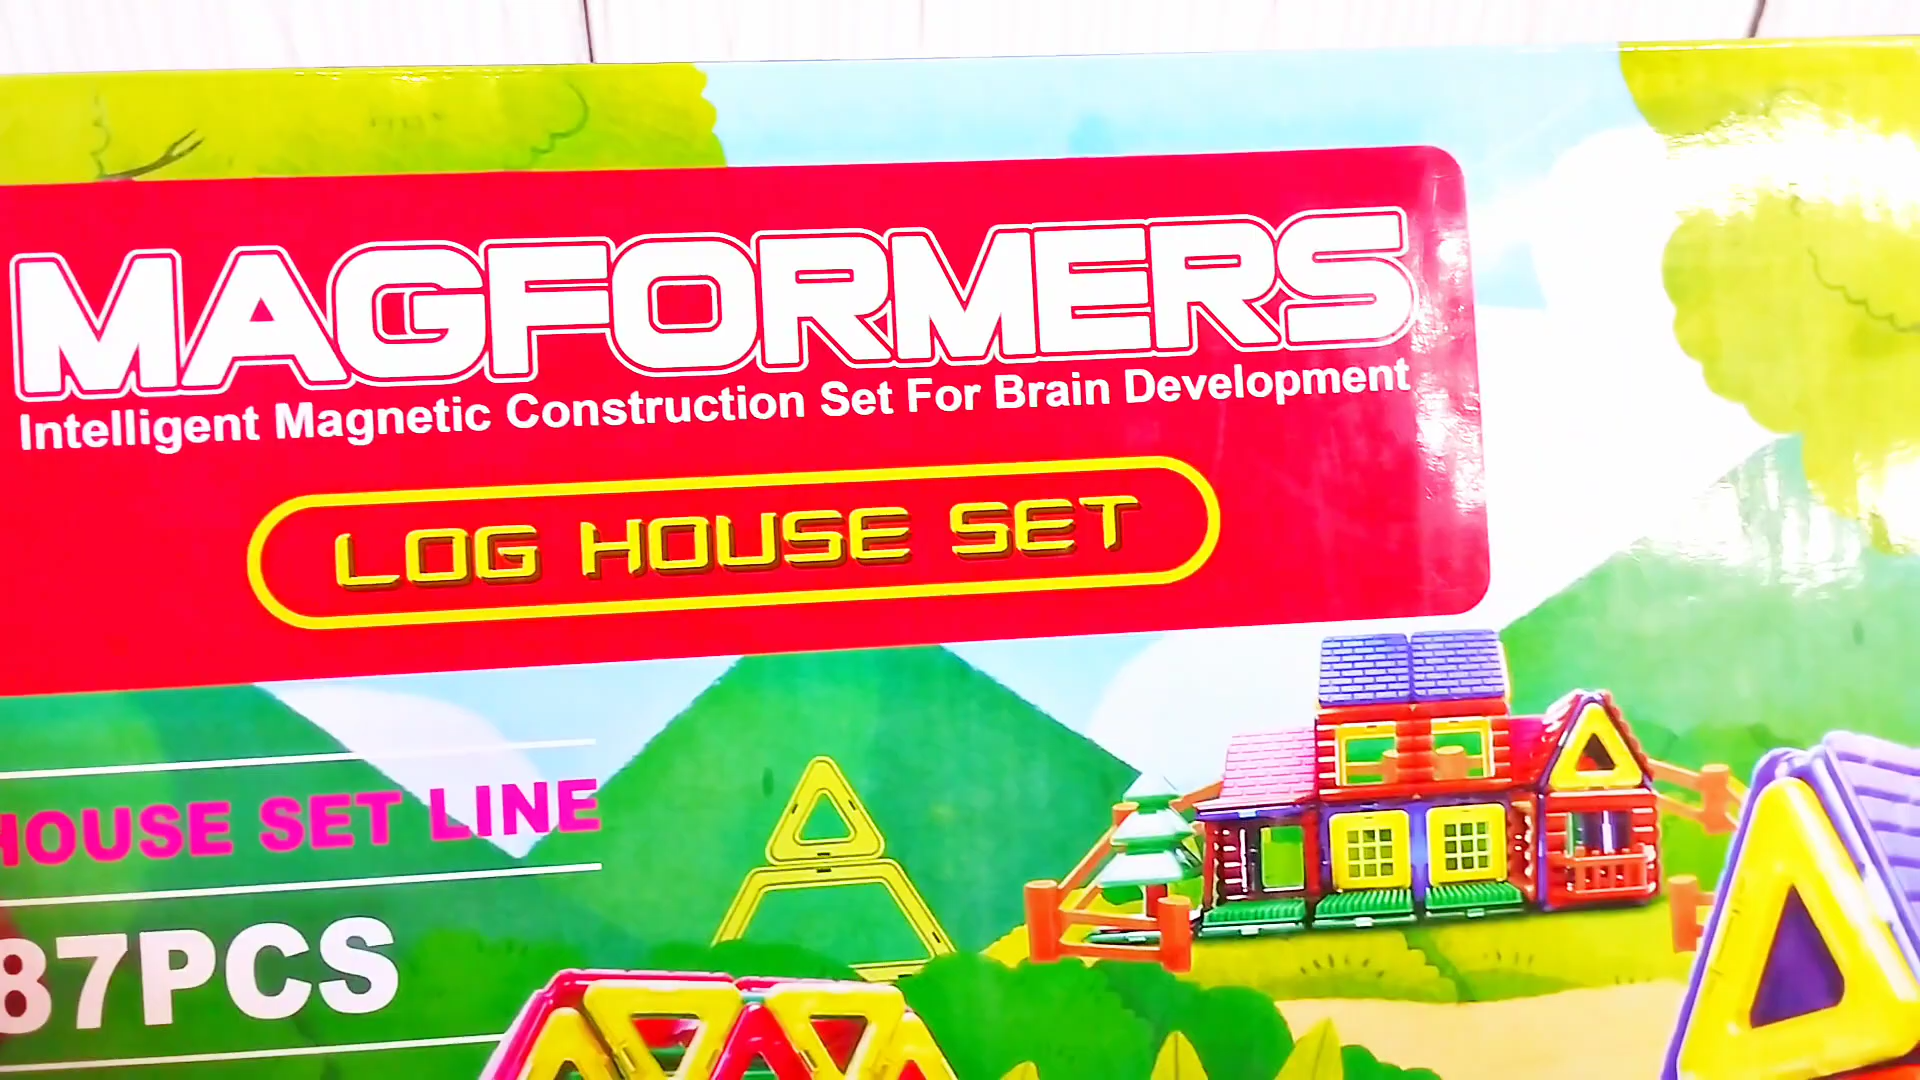 MAGFORMERS
Intelligent Magnetic Construction Set For Brain Development
LOG HOUSE SET
HOUSE SET LINE
87PCS